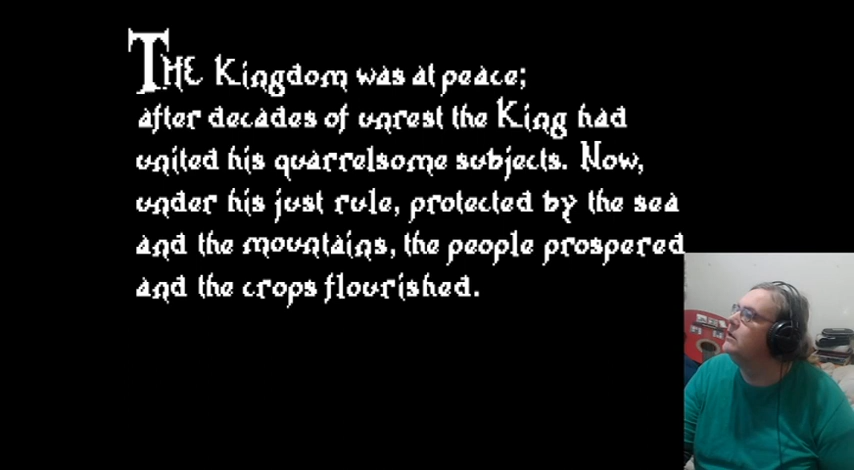 THE Kingdom was at peace;
after decades of unrest the King had
united his quarrelsome subjects. Now,
under his just rule, protected by the sea
and the mountains, the people prospered
and the crops flourished.